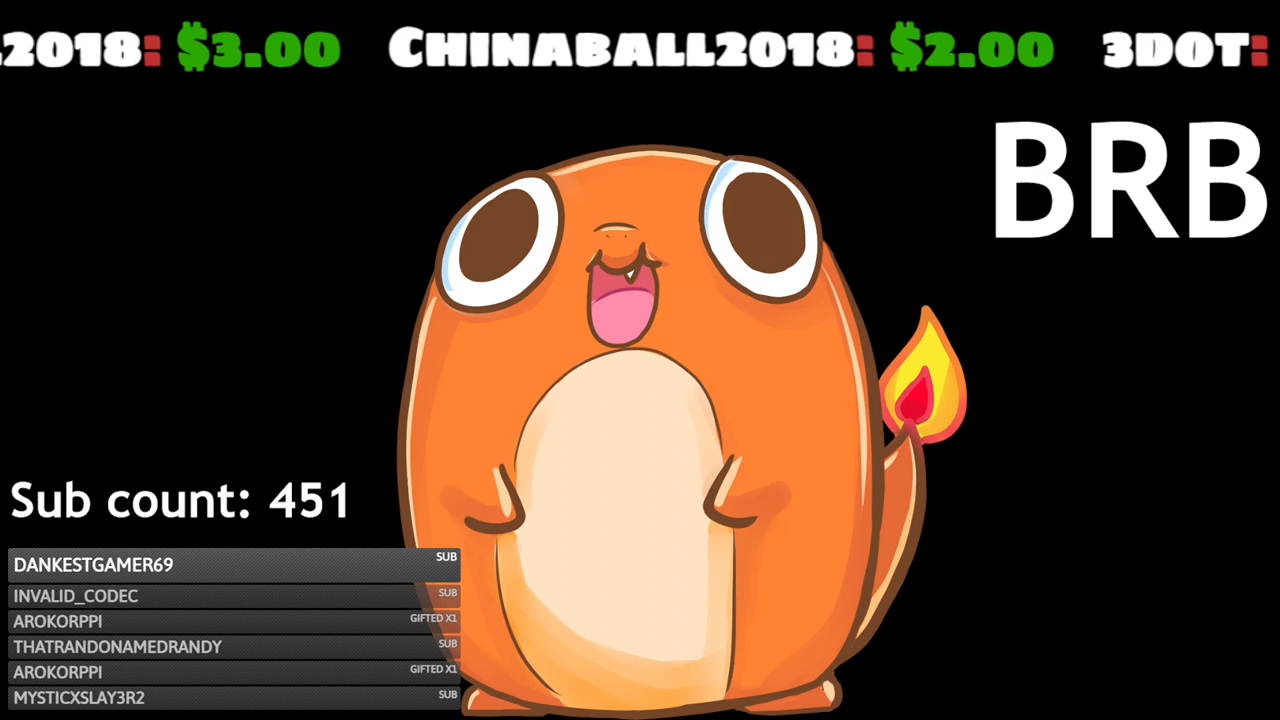 2018: $3.00 CHINABALL2018: $2.00 3DOT:
BRB
Sub count: 451
DANKESTGAMER69 SUB
INVALID_CODEC SUB
AROKORPPI GIFTED X1
THATRANDONAMEDRANDY SUB
AROKORPPI GIFTED X1
MYSTICXSLAY3R2 SUB